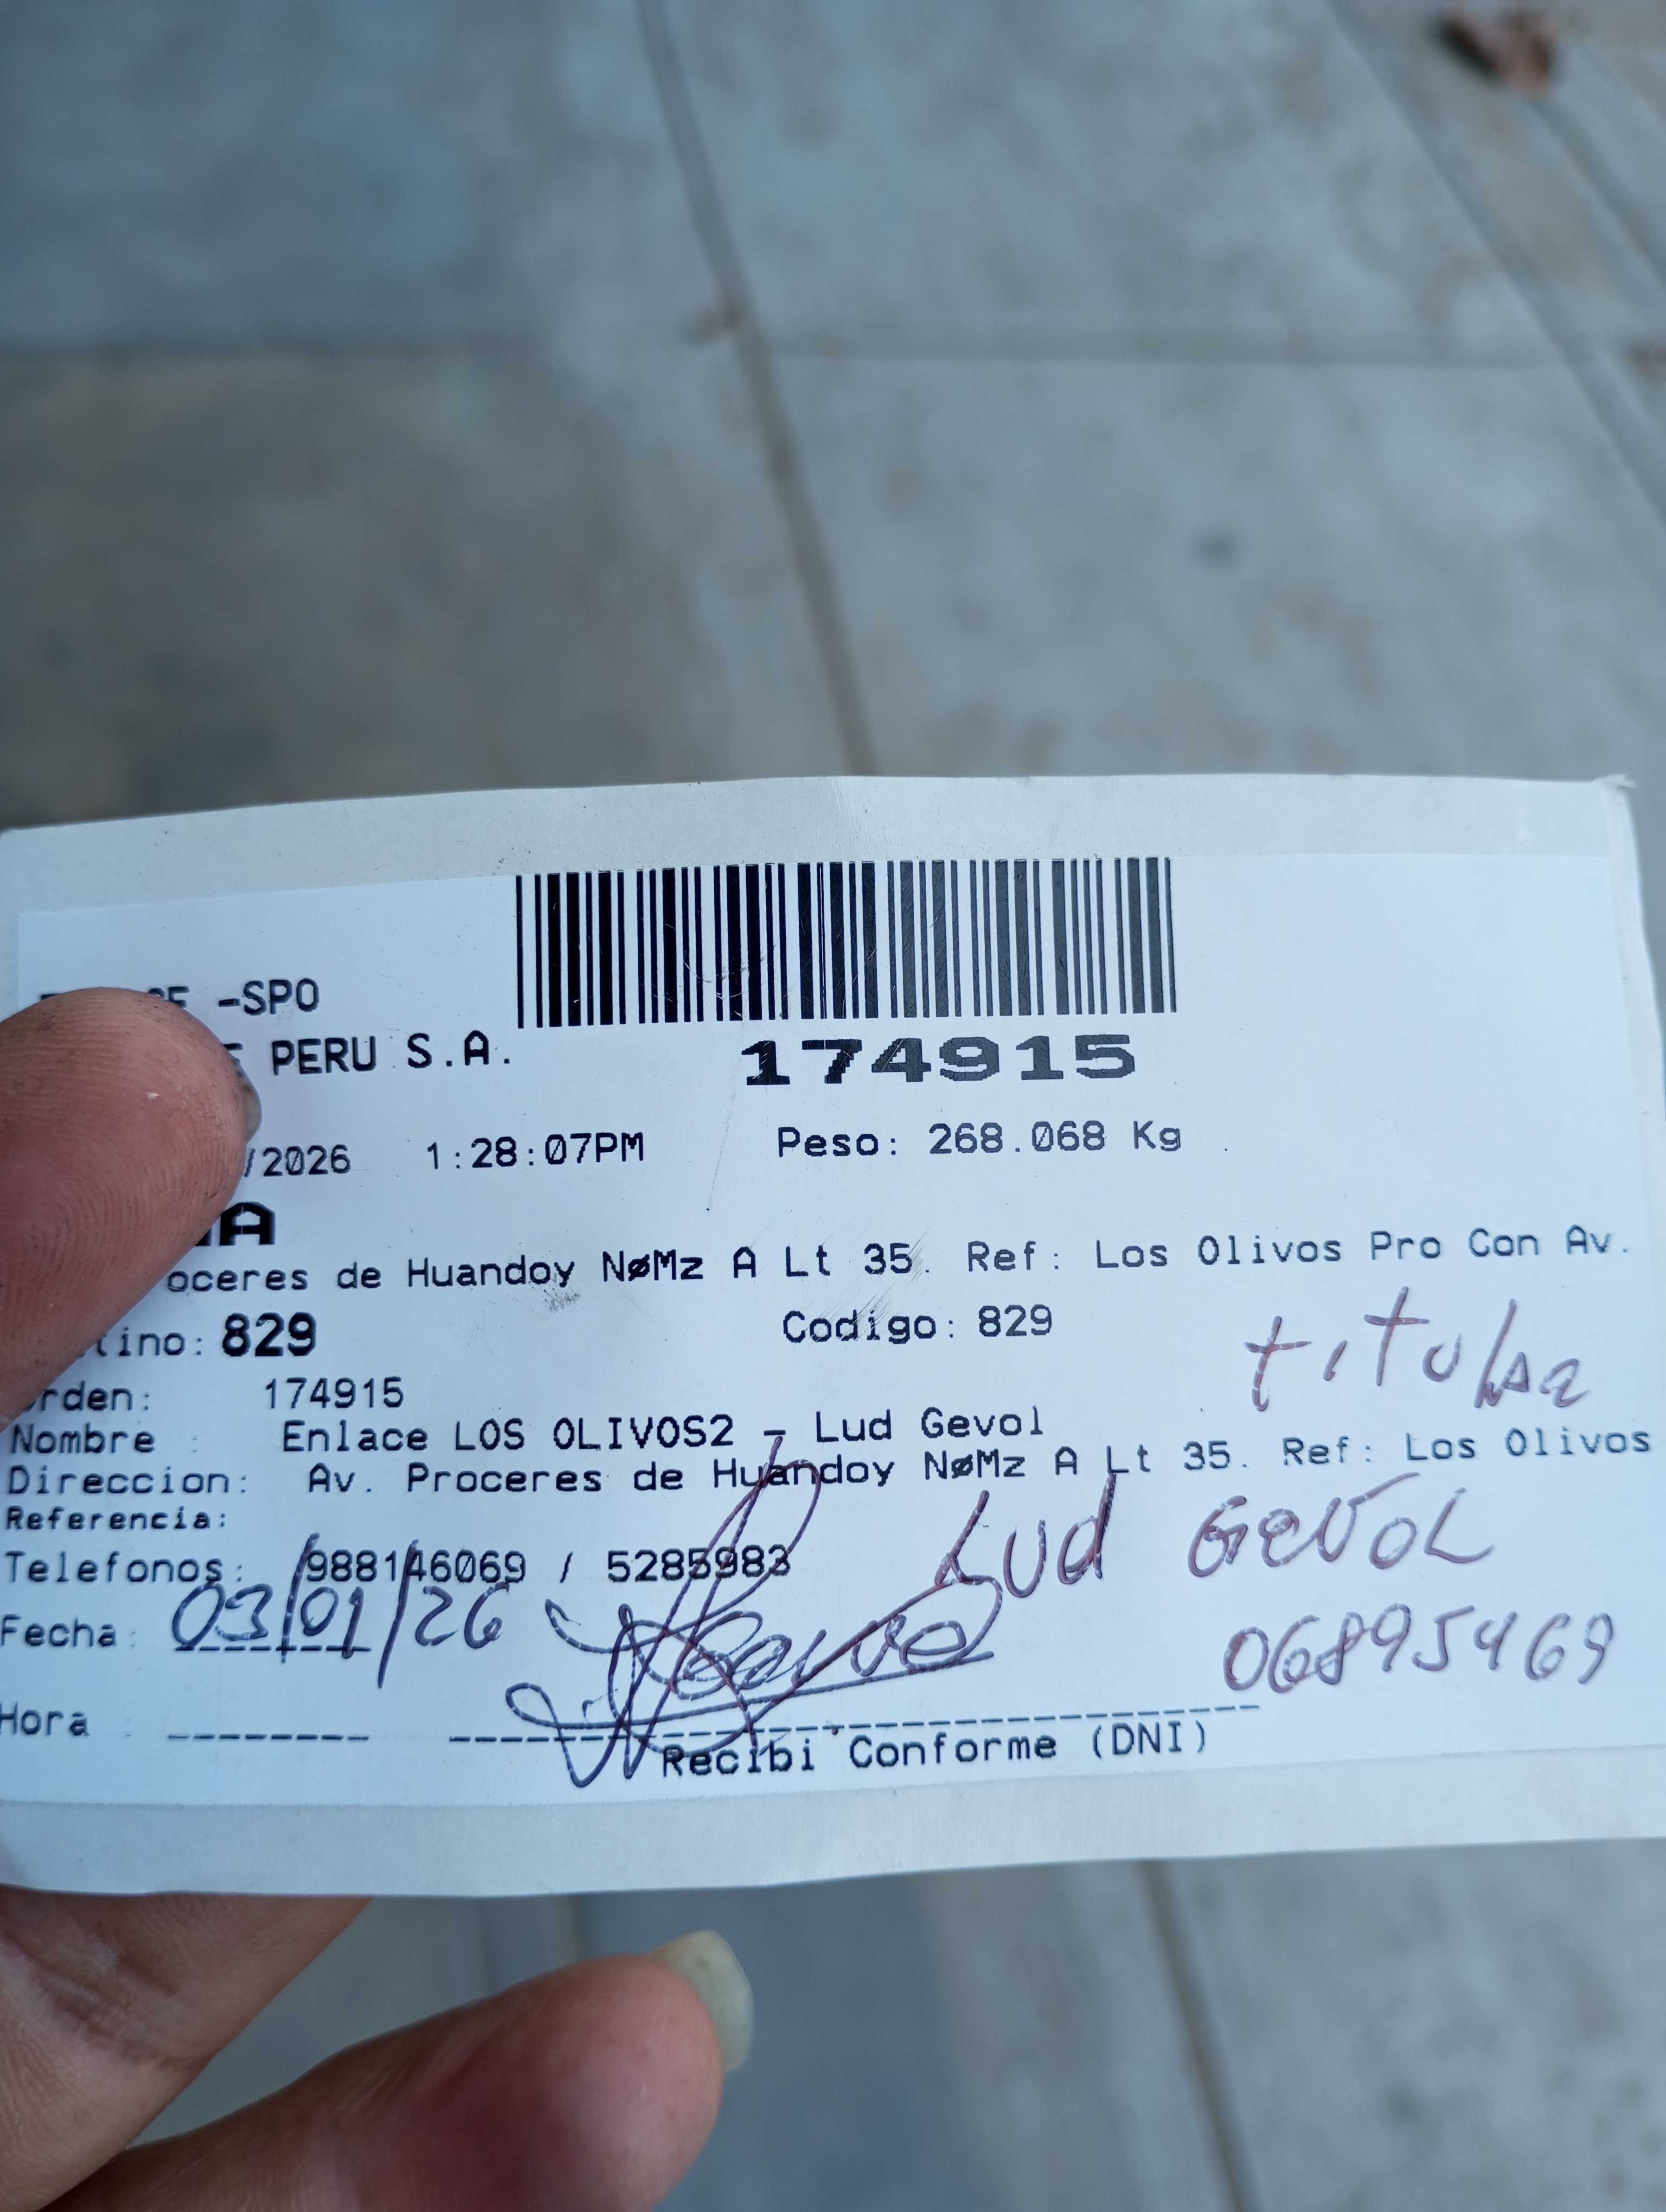 -SPO
PERU S.A.
174915
/2026 1:28:07PM Peso: 268.068 Kg
A
oceres de Huandoy NøMz A Lt 35. Ref: Los Olivos Pro Con Av.
tino: 829 Codigo: 829
titular
rden: 174915
Nombre : Enlace LOS OLIVOS2 - Lud Gevol
Direccion: Av. Proceres de Huandoy NøMz A Lt 35. Ref: Los Olivos
Referencia:
Telefonos: /988146069 / 5285983
Lud GevoL
Fecha: 03/01/26
06895469
Hora :
Recibi Conforme (DNI)